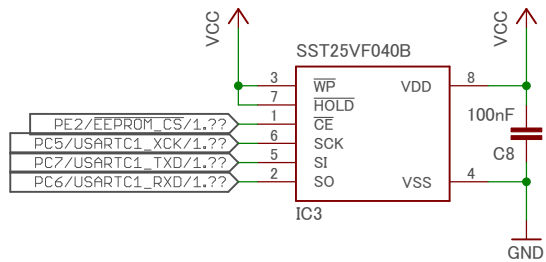 VCC
VCC
SST25VF040B
3 WP VDD 8
7 HOLD
100nF
PE2/EEPROM_CS/1.?? 1 CE
PC5/USARTC1_XCK/1.?? 6 SCK
C8
PC7/USARTC1_TXD/1.?? 5 SI
PC6/USARTC1_RXD/1.?? 2 SO VSS 4
IC3
GND